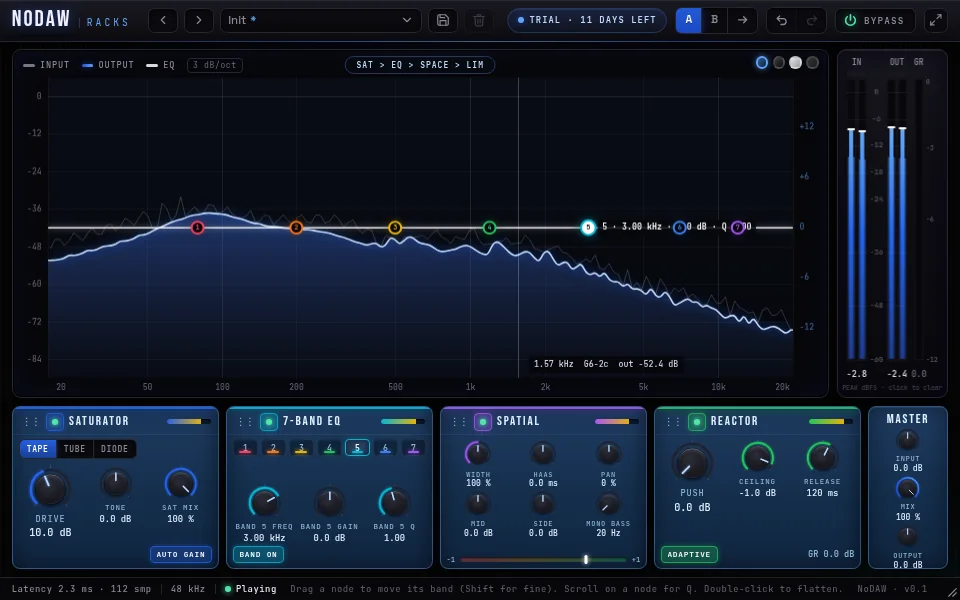 NODAW | RACKS
Init *
TRIAL · 11 DAYS LEFT
A B
BYPASS
INPUT OUTPUT EQ 3 dB/oct
SAT > EQ > SPACE > LIM
IN OUT GR
0
-12
-24
-36
-48
-60
-72
-84
+12
+6
0
-6
-12
1 2 3 4 5 5 · 3.00 kHz · 6 0 dB · Q 7
1.57 kHz G6-2c out -52.4 dB
20 50 100 200 500 1k 2k 5k 10k 20k
0
-2
-4
-12
-2.8 -2.4 0.0
PEAK dBFS · click to clear
SATURATOR
TAPE TUBE DIODE
DRIVE TONE SAT MIX
10.0 dB 0.0 dB 100 %
AUTO GAIN
7-BAND EQ
1 2 3 4 5 6 7
BAND 5 FREQ BAND 5 GAIN BAND 5 Q
3.00 kHz 0.0 dB 1.00
BAND ON
SPATIAL
WIDTH HAAS PAN
100 % 0.0 ms 0 %
MID SIDE MONO BASS
0.0 dB 0.0 dB 20 Hz
-1 +1
REACTOR
PUSH CEILING RELEASE
0.0 dB -1.0 dB 120 ms
ADAPTIVE
GR 0.0 dB
MASTER
INPUT
0.0 dB
MIX
100 %
OUTPUT
0.0 dB
Latency 2.3 ms · 112 smp | 48 kHz | Playing Drag a node to move its band (Shift for fine). Scroll on a node for Q. Double-click to flatten. NoDAW · v0.1